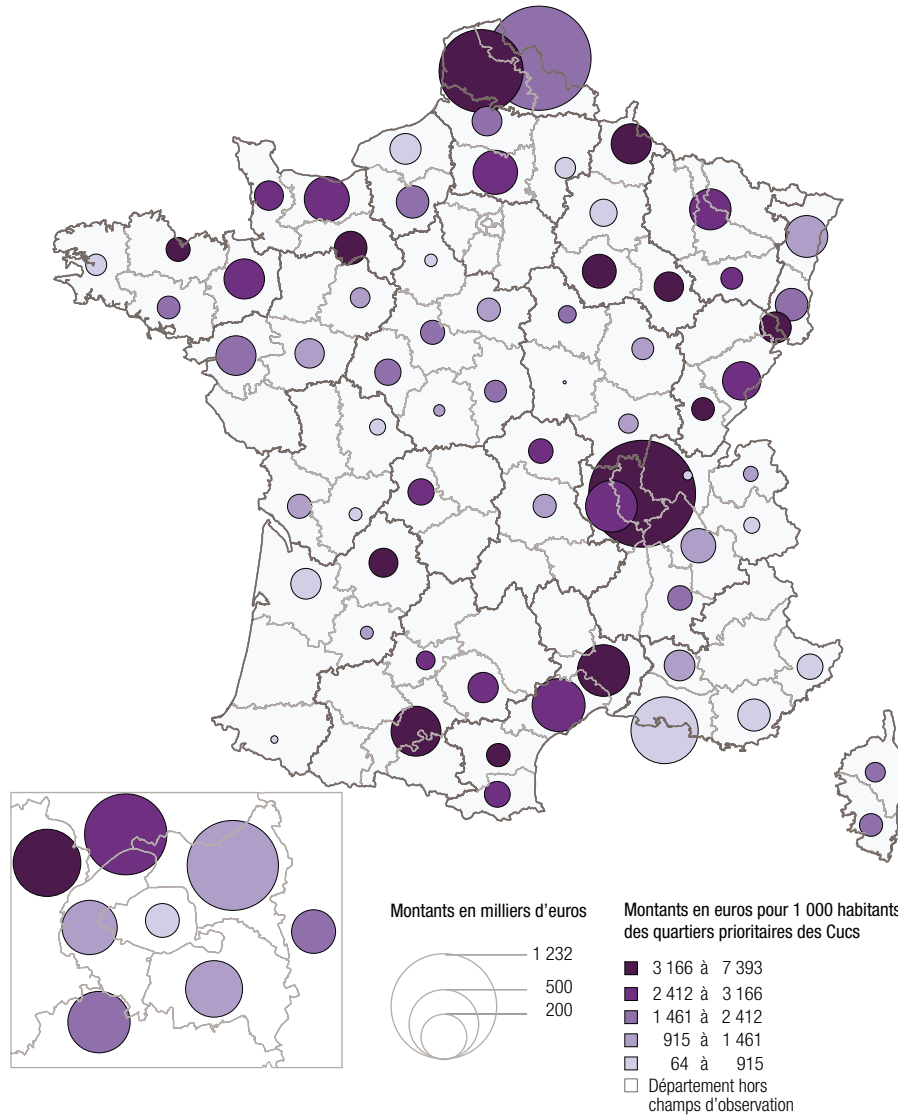 Montants en milliers d'euros
1 232
500
200
Montants en euros pour 1 000 habitants
des quartiers prioritaires des Cucs
3 166 à 7 393
2 412 à 3 166
1 461 à 2 412
915 à 1 461
64 à 915
Département hors
champs d'observation